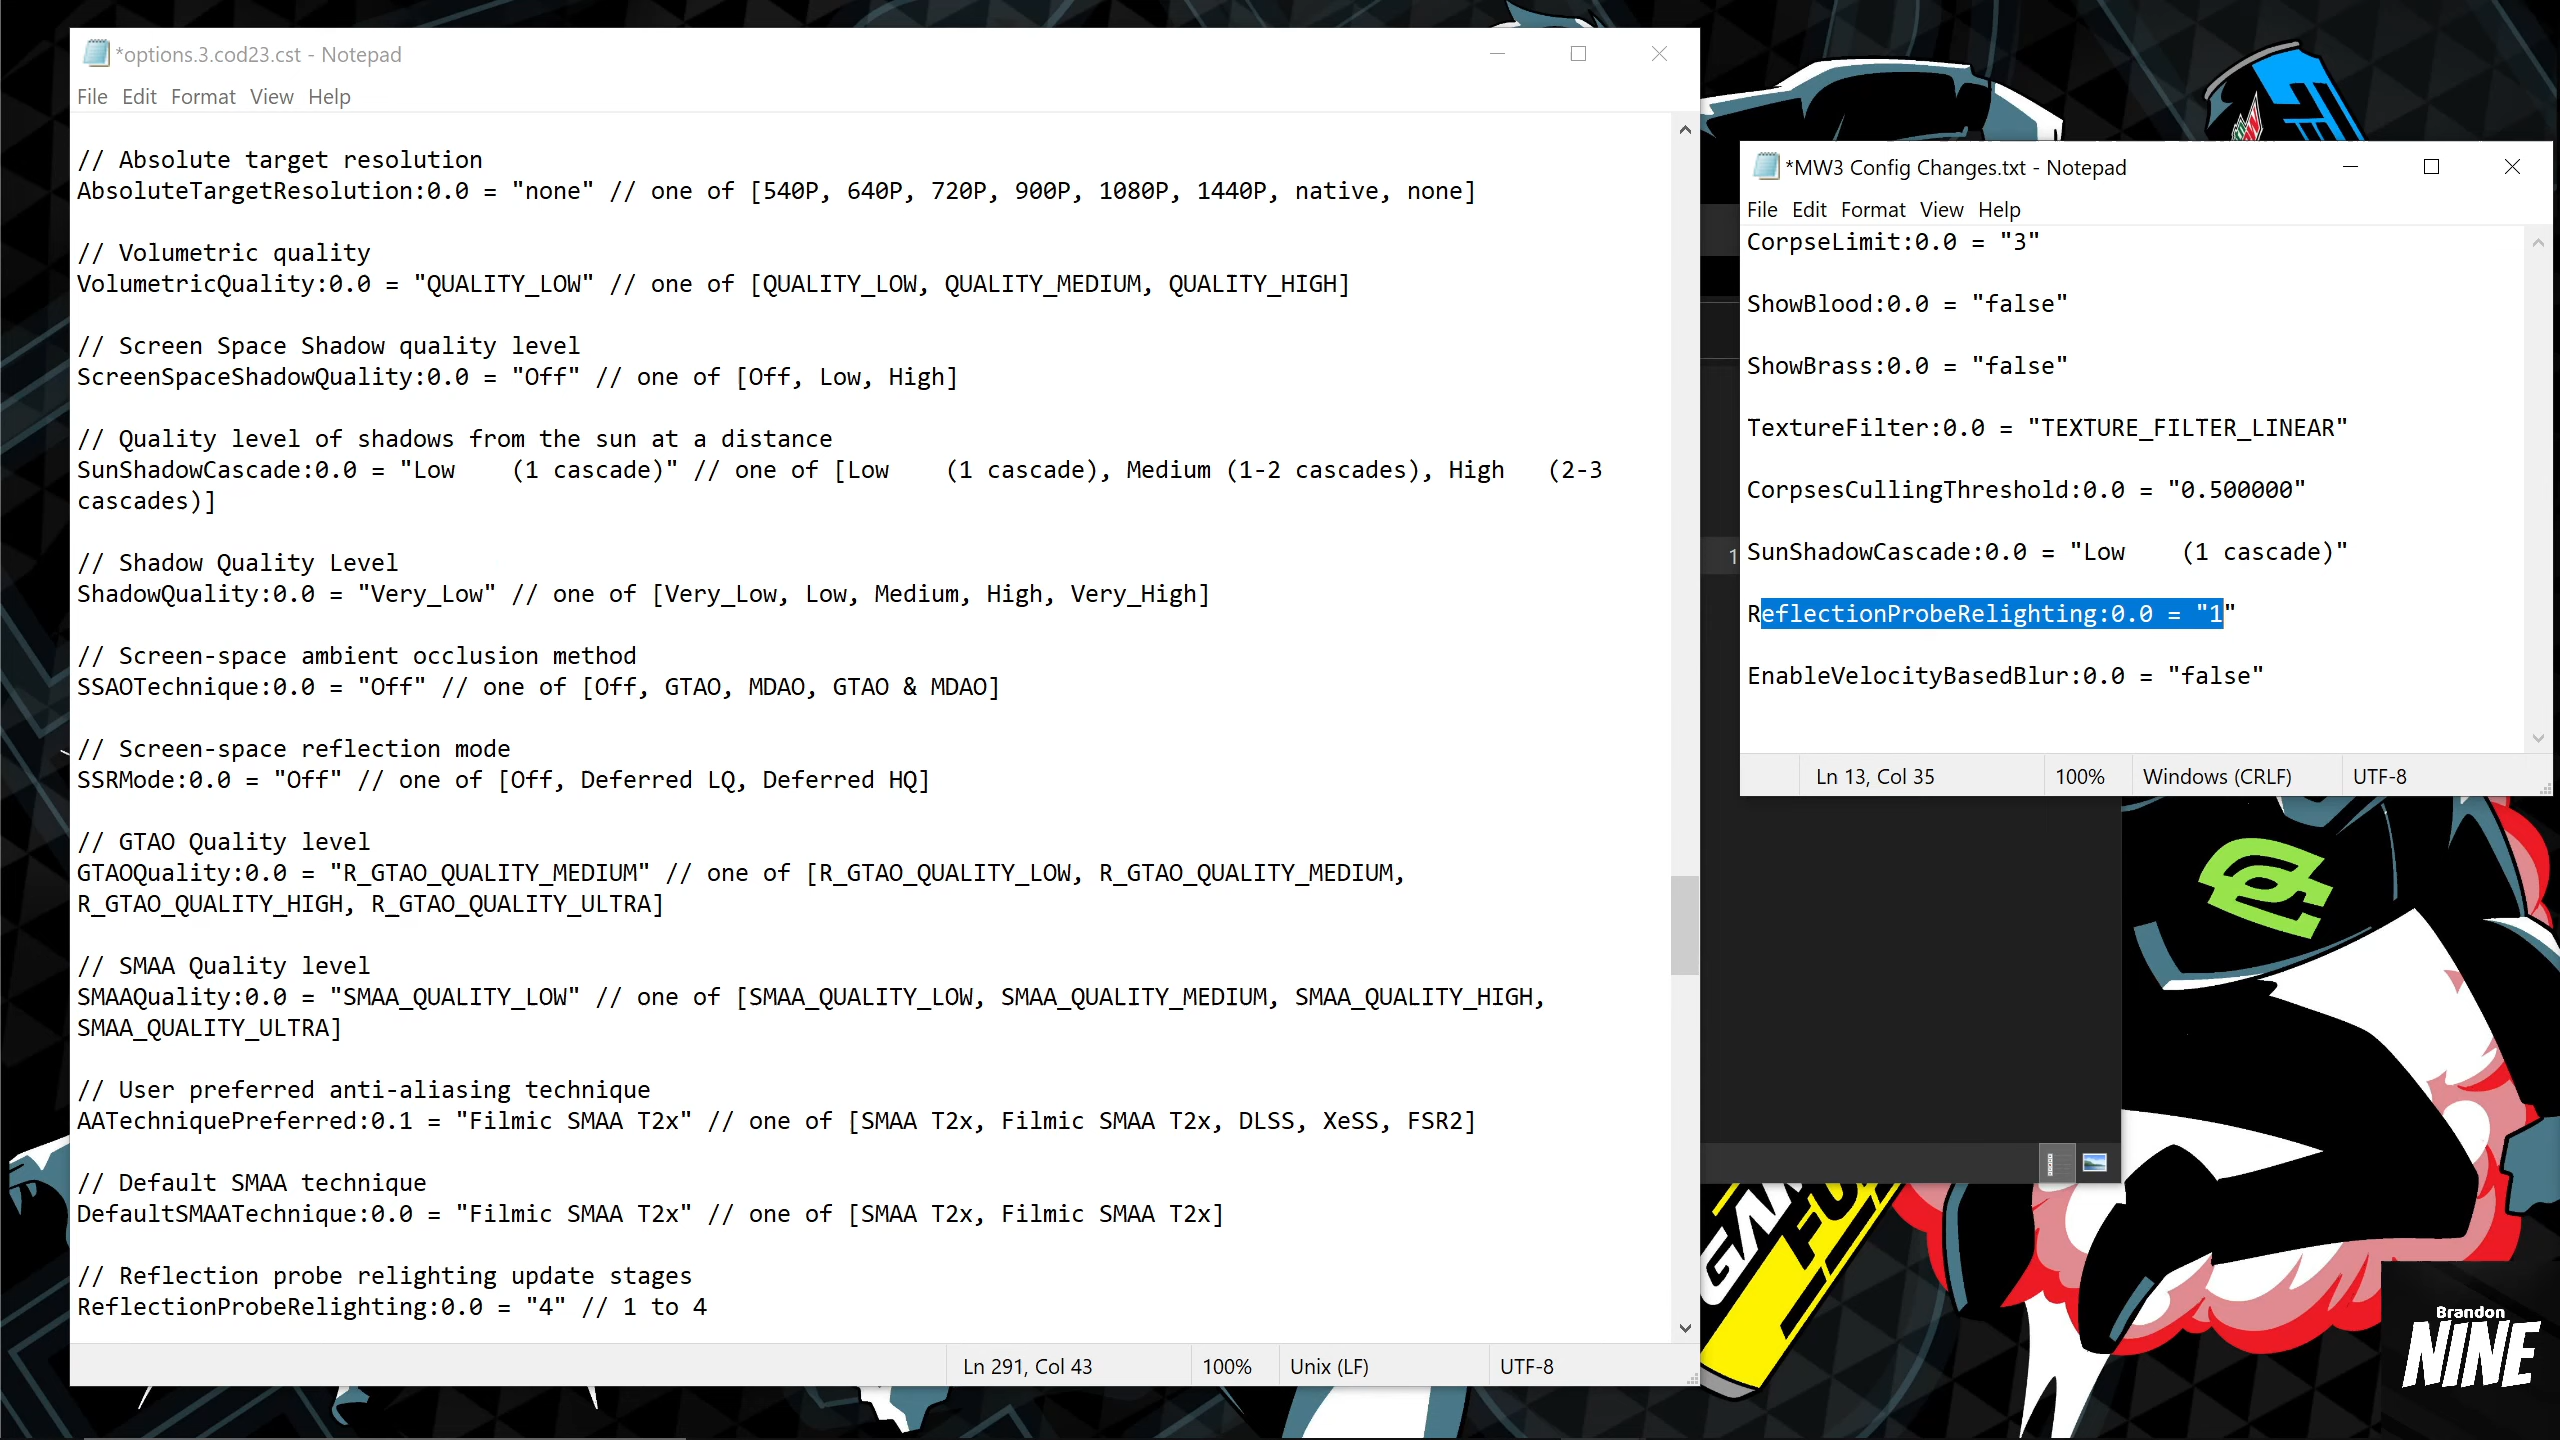 *options.3.cod23.cst - Notepad
File Edit Format View Help
// Absolute target resolution
AbsoluteTargetResolution:0.0 = "none" // one of [540P, 640P, 720P, 900P, 1080P, 1440P, native, none]
// Volumetric quality
VolumetricQuality:0.0 = "QUALITY_LOW" // one of [QUALITY_LOW, QUALITY_MEDIUM, QUALITY_HIGH]
// Screen Space Shadow quality level
ScreenSpaceShadowQuality:0.0 = "Off" // one of [Off, Low, High]
// Quality level of shadows from the sun at a distance
SunShadowCascade:0.0 = "Low    (1 cascade)" // one of [Low    (1 cascade), Medium (1-2 cascades), High   (2-3
cascades)]
// Shadow Quality Level
ShadowQuality:0.0 = "Very_Low" // one of [Very_Low, Low, Medium, High, Very_High]
// Screen-space ambient occlusion method
SSAOTechnique:0.0 = "Off" // one of [Off, GTAO, MDAO, GTAO & MDAO]
// Screen-space reflection mode
SSRMode:0.0 = "Off" // one of [Off, Deferred LQ, Deferred HQ]
// GTAO Quality level
GTAOQuality:0.0 = "R_GTAO_QUALITY_MEDIUM" // one of [R_GTAO_QUALITY_LOW, R_GTAO_QUALITY_MEDIUM,
R_GTAO_QUALITY_HIGH, R_GTAO_QUALITY_ULTRA]
// SMAA Quality level
SMAAQuality:0.0 = "SMAA_QUALITY_LOW" // one of [SMAA_QUALITY_LOW, SMAA_QUALITY_MEDIUM, SMAA_QUALITY_HIGH,
SMAA_QUALITY_ULTRA]
// User preferred anti-aliasing technique
AATechniquePreferred:0.1 = "Filmic SMAA T2x" // one of [SMAA T2x, Filmic SMAA T2x, DLSS, XeSS, FSR2]
// Default SMAA technique
DefaultSMAATechnique:0.0 = "Filmic SMAA T2x" // one of [SMAA T2x, Filmic SMAA T2x]
// Reflection probe relighting update stages
ReflectionProbeRelighting:0.0 = "4" // 1 to 4
Ln 291, Col 43
100%
Unix (LF)
UTF-8
*MW3 Config Changes.txt - Notepad
File Edit Format View Help
CorpseLimit:0.0 = "3"
ShowBlood:0.0 = "false"
ShowBrass:0.0 = "false"
TextureFilter:0.0 = "TEXTURE_FILTER_LINEAR"
CorpsesCullingThreshold:0.0 = "0.500000"
SunShadowCascade:0.0 = "Low    (1 cascade)"
ReflectionProbeRelighting:0.0 = "1"
EnableVelocityBasedBlur:0.0 = "false"
Ln 13, Col 35
100%
Windows (CRLF)
UTF-8
1
Brandon
NINE